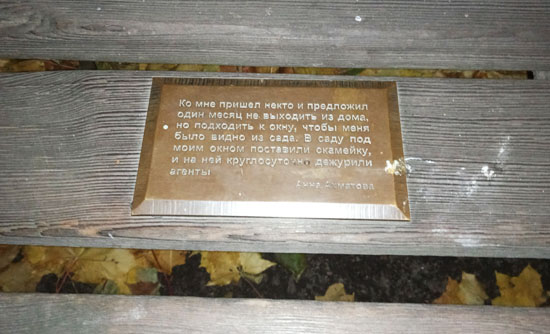 Ко мне пришел некто и предложил
один месяц не выходить из дома,
но подходить к окну, чтобы меня
было видно из сада. В саду под
моим окном поставили скамейку,
и на ней круглосуточно дежурили
агенты
Анна Ахматова